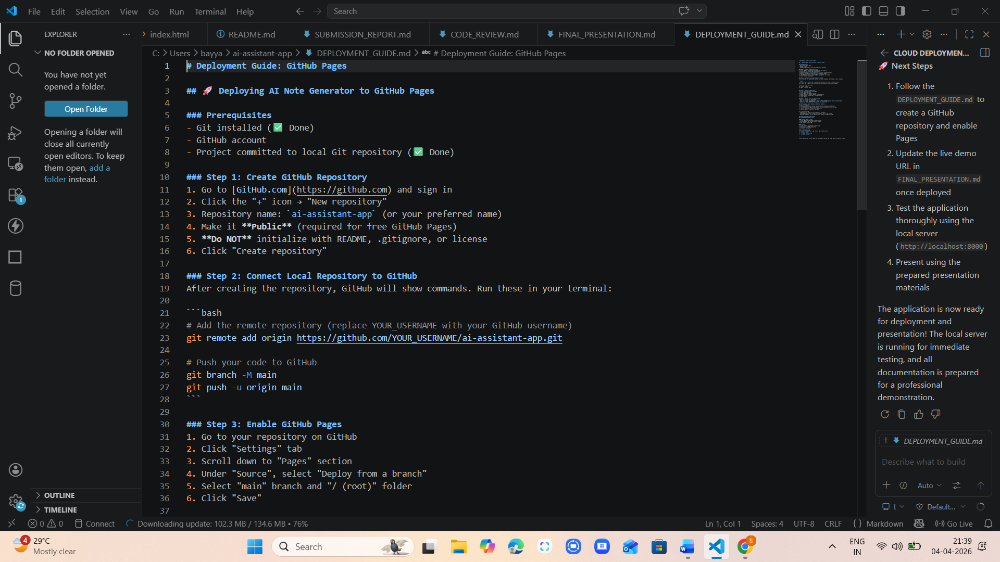 File Edit Selection View Go Run Terminal Help
Search
EXPLORER
NO FOLDER OPENED
You have not yet
opened a folder.
Open Folder
Opening a folder will
close all currently
open editors. To keep
them open, add a
folder instead.
OUTLINE
TIMELINE
index.html
README.md
SUBMISSION_REPORT.md
CODE_REVIEW.md
FINAL_PRESENTATION.md
DEPLOYMENT_GUIDE.md
C: > Users > bayya > ai-assistant-app > DEPLOYMENT_GUIDE.md > abc # Deployment Guide: GitHub Pages
1 # Deployment Guide: GitHub Pages
2
3 ## 🚀 Deploying AI Note Generator to GitHub Pages
4
5 ### Prerequisites
6 - Git installed (✅ Done)
7 - GitHub account
8 - Project committed to local Git repository (✅ Done)
9
10 ### Step 1: Create GitHub Repository
11 1. Go to [GitHub.com](https://github.com) and sign in
12 2. Click the "+" icon → "New repository"
13 3. Repository name: `ai-assistant-app` (or your preferred name)
14 4. Make it **Public** (required for free GitHub Pages)
15 5. **Do NOT** initialize with README, .gitignore, or license
16 6. Click "Create repository"
17
18 ### Step 2: Connect Local Repository to GitHub
19 After creating the repository, GitHub will show commands. Run these in your terminal:
20
21 ```bash
22 # Add the remote repository (replace YOUR_USERNAME with your GitHub username)
23 git remote add origin https://github.com/YOUR_USERNAME/ai-assistant-app.git
24
25 # Push your code to GitHub
26 git branch -M main
27 git push -u origin main
28 ```
29
30 ### Step 3: Enable GitHub Pages
31 1. Go to your repository on GitHub
32 2. Click "Settings" tab
33 3. Scroll down to "Pages" section
34 4. Under "Source", select "Deploy from a branch"
35 5. Select "main" branch and "/ (root)" folder
36 6. Click "Save"
37
CLOUD DEPLOYMEN...
🚀 Next Steps
1. Follow the
DEPLOYMENT_GUIDE.md to
create a GitHub
repository and enable
Pages
2. Update the live demo
URL in
FINAL_PRESENTATION.md
once deployed
3. Test the application
thoroughly using the
local server
(http://localhost:8000)
4. Present using the
prepared presentation
materials
The application is now ready
for deployment and
presentation! The local server
is running for immediate
testing, and all
documentation is prepared
for a professional
demonstration.
DEPLOYMENT_GUIDE.md
Describe what to build
Auto
Default...
1
0 0 Connect Downloading update: 102.3 MB / 134.6 MB • 76%
Ln 1, Col 1 Spaces: 4 UTF-8 CRLF { } Markdown Go Live
4
29°C
Mostly clear
Search
S
ENG
IN
21:39
04-04-2026